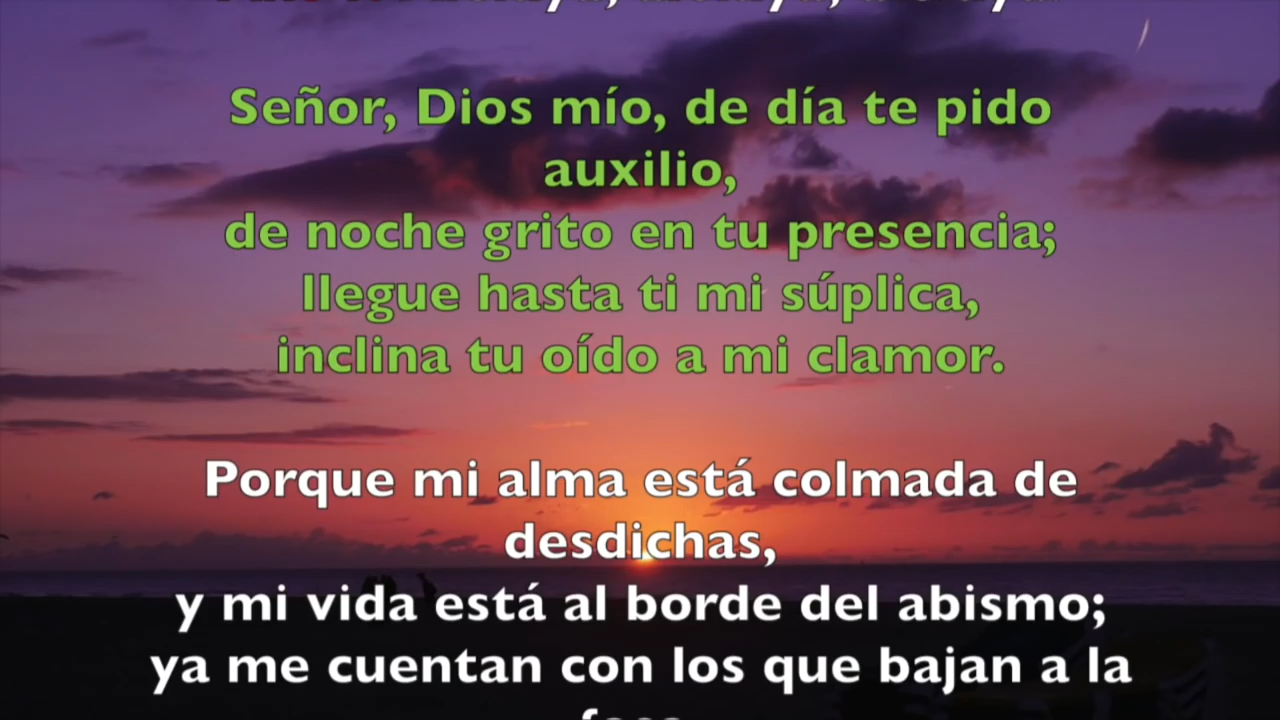 Señor, Dios mío, de día te pido
auxilio,
de noche grito en tu presencia;
llegue hasta ti mi súplica,
inclina tu oído a mi clamor.
Porque mi alma está colmada de
desdichas,
y mi vida está al borde del abismo;
ya me cuentan con los que bajan a la